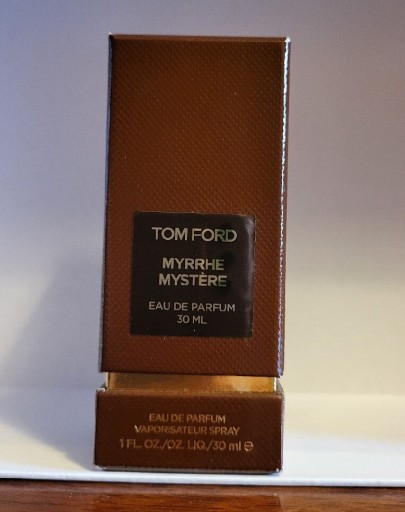 TOM FORD
MYRRHE
MYSTÈRE
EAU DE PARFUM
30 ML
EAU DE PARFUM
VAPORISATEUR SPRAY
1 FL. OZ./OZ. LIQ./30 ml ℮